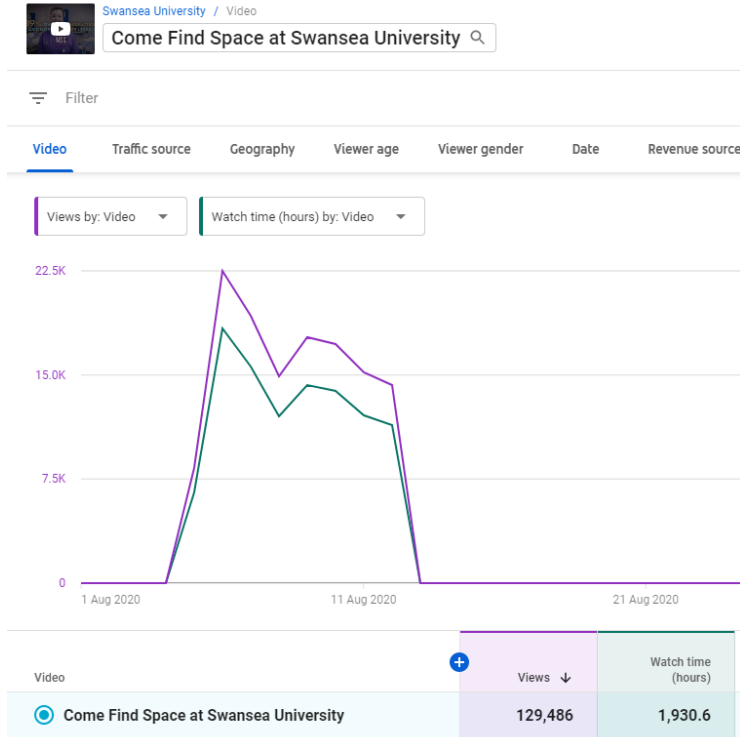 Swansea University / Video
Come Find Space at Swansea University
Filter
Video Traffic source Geography Viewer age Viewer gender Date Revenue source
Views by: Video Watch time (hours) by: Video
22.5K
15.0K
7.5K
0
1 Aug 2020 11 Aug 2020 21 Aug 2020
Video Views Watch time
(hours)
Come Find Space at Swansea University 129,486 1,930.6